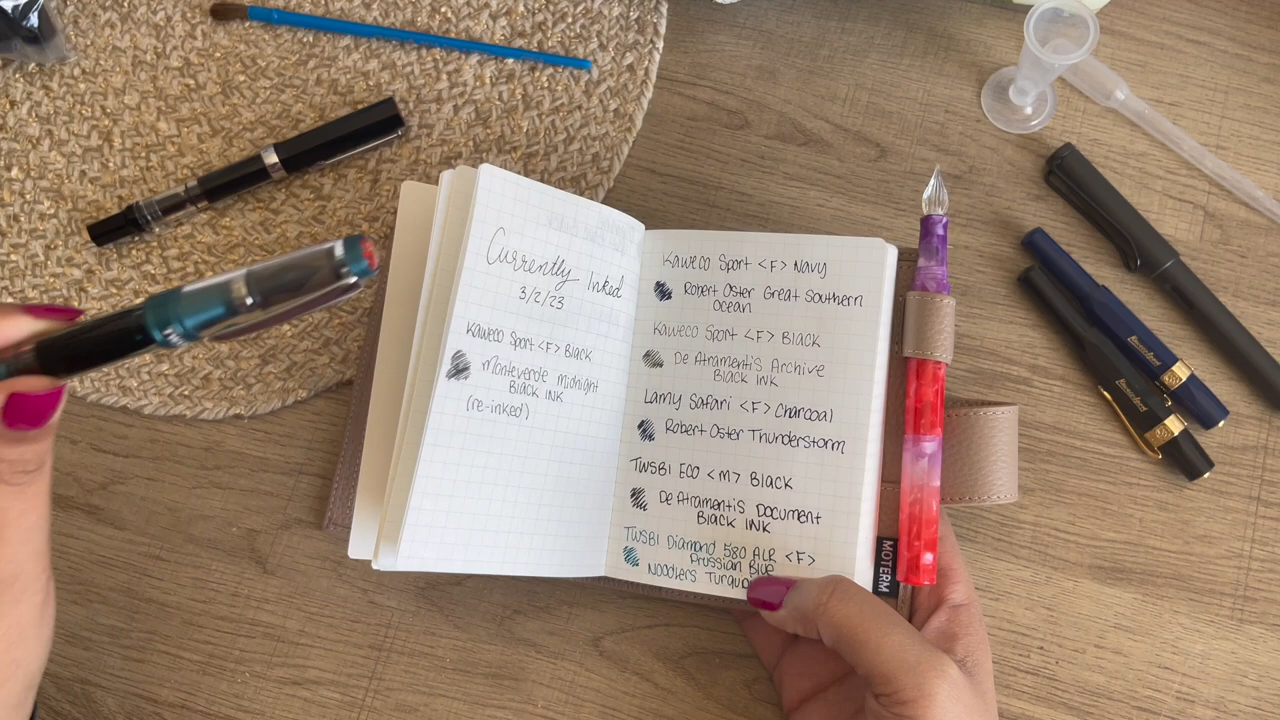 Currently Inked
3/2/23
Kaweco Sport <F> Black
Monteverde Midnight
Black Ink
(re-inked)
Kaweco Sport <F> Navy
Robert Oster Great Southern
Ocean
Kaweco Sport <F> Black
De Atramentis Archive
Black Ink
Lamy Safari <F> Charcoal
Robert Oster Thunderstorm
TWSBI ECO <M> Black
De Atramentis Document
Black Ink
TWSBI Diamond 580 ALR <F>
Prussian Blue
Noodlers
MOTERM